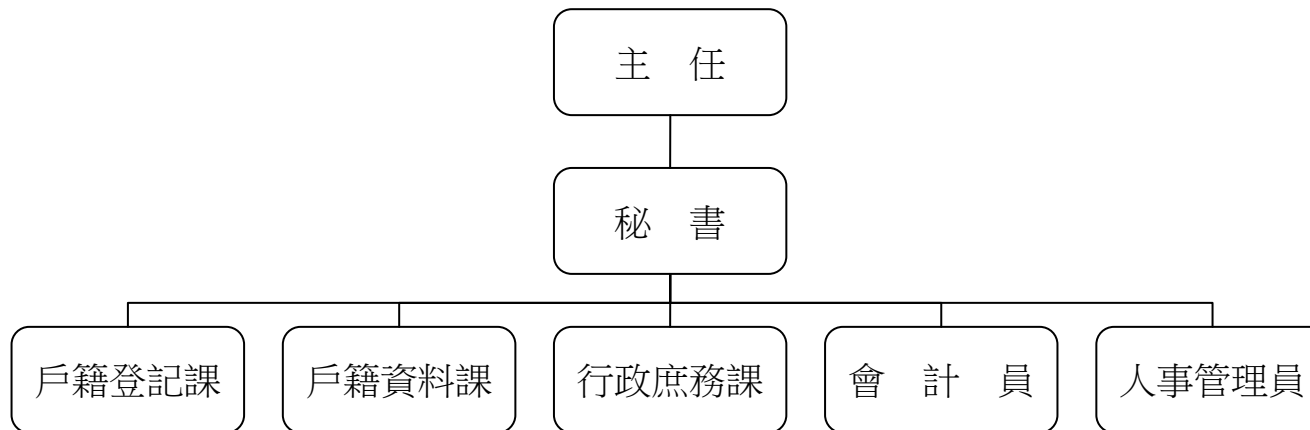 主　任
秘　書
戶籍登記課
戶籍資料課
行政庶務課
會　計　員
人事管理員